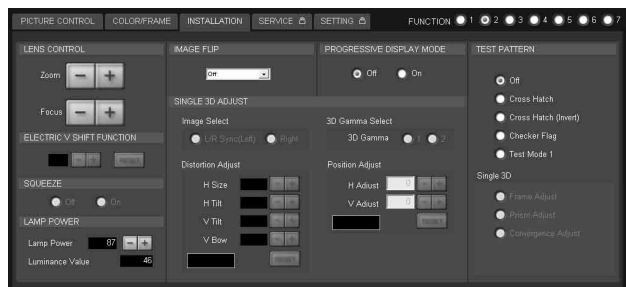 PICTURE CONTROL COLOR/FRAME INSTALLATION SERVICE SETTING FUNCTION 1 2 3 4 5 6 7
LENS CONTROL
Zoom - +
Focus - +
ELECTRIC V SHIFT FUNCTION
- + RESET
SQUEEZE
Off On
LAMP POWER
Lamp Power 87 - +
Luminance Value 46
IMAGE FLIP
Off
PROGRESSIVE DISPLAY MODE
Off On
SINGLE 3D ADJUST
Image Select
L/R Sync(Left) Right
3D Gamma Select
3D Gamma 1 2
Distortion Adjust
H Size - +
H Tilt - +
V Tilt - +
V Bow - +
RESET
Position Adjust
H Adjust 0 - +
V Adjust 0 - +
RESET
TEST PATTERN
Off
Cross Hatch
Cross Hatch (Invert)
Checker Flag
Test Mode 1
Single 3D
Frame Adjust
Prism Adjust
Convergence Adjust